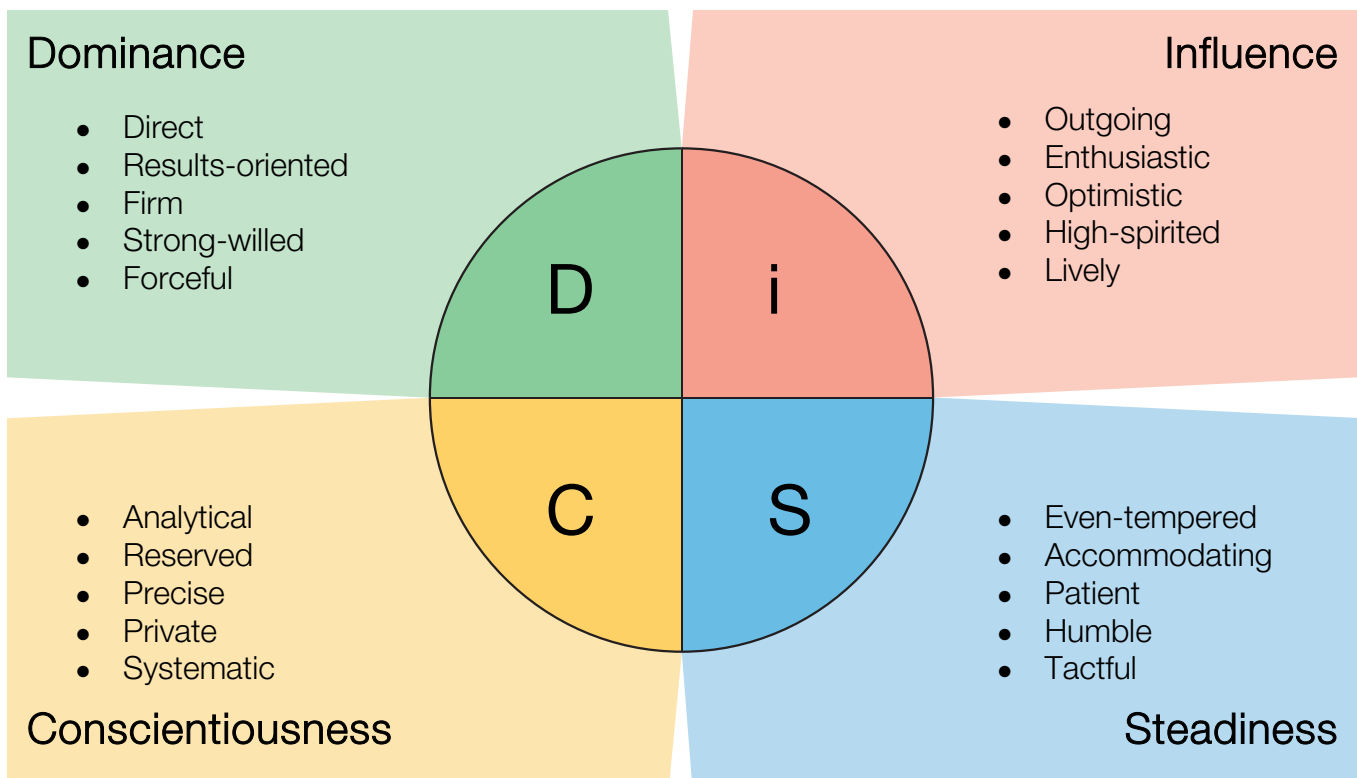 Dominance
• Direct
• Results-oriented
• Firm
• Strong-willed
• Forceful
Influence
• Outgoing
• Enthusiastic
• Optimistic
• High-spirited
• Lively
D
i
C
S
• Analytical
• Reserved
• Precise
• Private
• Systematic
Conscientiousness
• Even-tempered
• Accommodating
• Patient
• Humble
• Tactful
Steadiness